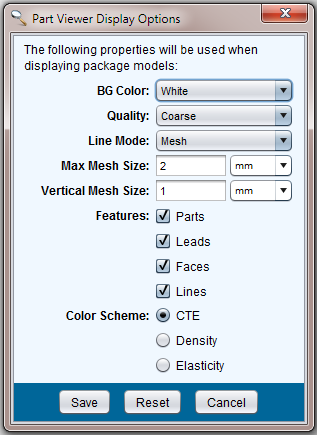 Part Viewer Display Options
The following properties will be used when
displaying package models:
BG Color: White
Quality: Coarse
Line Mode: Mesh
Max Mesh Size: 2 mm
Vertical Mesh Size: 1 mm
Features: Parts
Leads
Faces
Lines
Color Scheme: CTE
Density
Elasticity
Save Reset Cancel